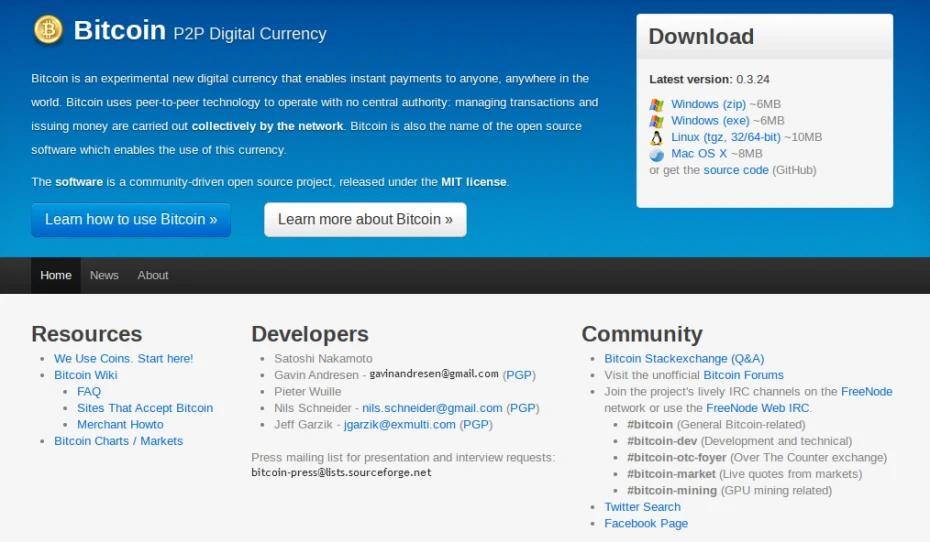 Bitcoin P2P Digital Currency
Bitcoin is an experimental new digital currency that enables instant payments to anyone, anywhere in the
world. Bitcoin uses peer-to-peer technology to operate with no central authority: managing transactions and
issuing money are carried out collectively by the network. Bitcoin is also the name of the open source
software which enables the use of this currency.
The software is a community-driven open source project, released under the MIT license.
Learn how to use Bitcoin »
Learn more about Bitcoin »
Download
Latest version: 0.3.24
Windows (zip) ~6MB
Windows (exe) ~6MB
Linux (tgz, 32/64-bit) ~10MB
Mac OS X ~8MB
or get the source code (GitHub)
Home News About
Resources
• We Use Coins. Start here!
• Bitcoin Wiki
• FAQ
• Sites That Accept Bitcoin
• Merchant Howto
• Bitcoin Charts / Markets
Developers
• Satoshi Nakamoto
• Gavin Andresen - gavinandresen@gmail.com (PGP)
• Pieter Wuille
• Nils Schneider - nils.schneider@gmail.com (PGP)
• Jeff Garzik - jgarzik@exmulti.com (PGP)
Press mailing list for presentation and interview requests:
bitcoin-press@lists.sourceforge.net
Community
• Bitcoin Stackexchange (Q&A)
• Visit the unofficial Bitcoin Forums
• Join the project's lively IRC channels on the FreeNode
network or use the FreeNode Web IRC.
• #bitcoin (General Bitcoin-related)
• #bitcoin-dev (Development and technical)
• #bitcoin-otc-foyer (Over The Counter exchange)
• #bitcoin-market (Live quotes from markets)
• #bitcoin-mining (GPU mining related)
• Twitter Search
• Facebook Page